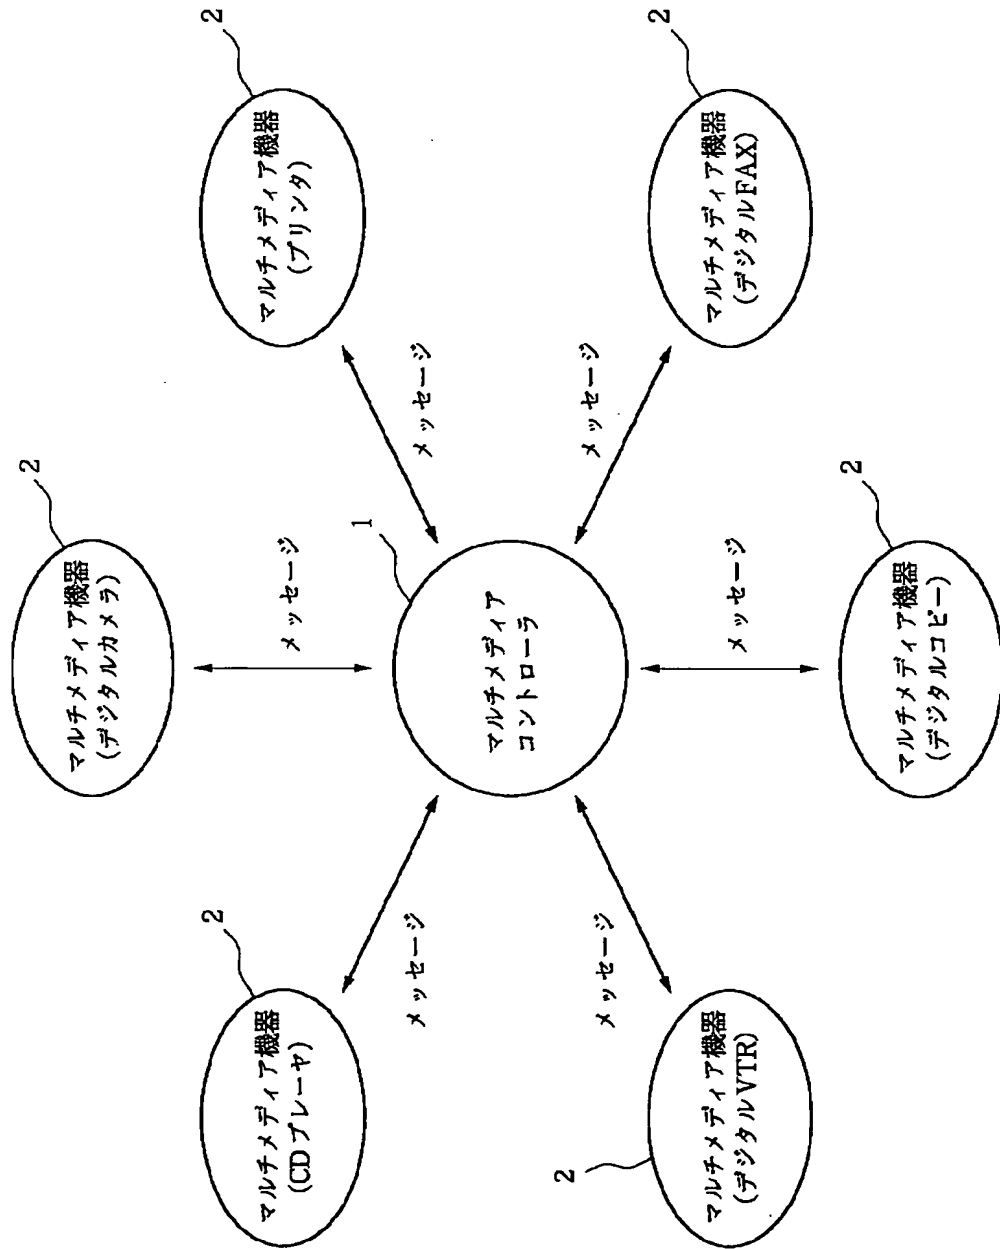 マルチメディア機器
(CDプレーヤ)
2
マルチメディア機器
(デジタルカメラ)
2
マルチメディア機器
(プリンタ)
2
メッセージ
メッセージ
メッセージ
マルチメディア
コントローラ
1
メッセージ
メッセージ
メッセージ
マルチメディア機器
(デジタルVTR)
2
マルチメディア機器
(デジタルコピー)
2
マルチメディア機器
(デジタルFAX)
2